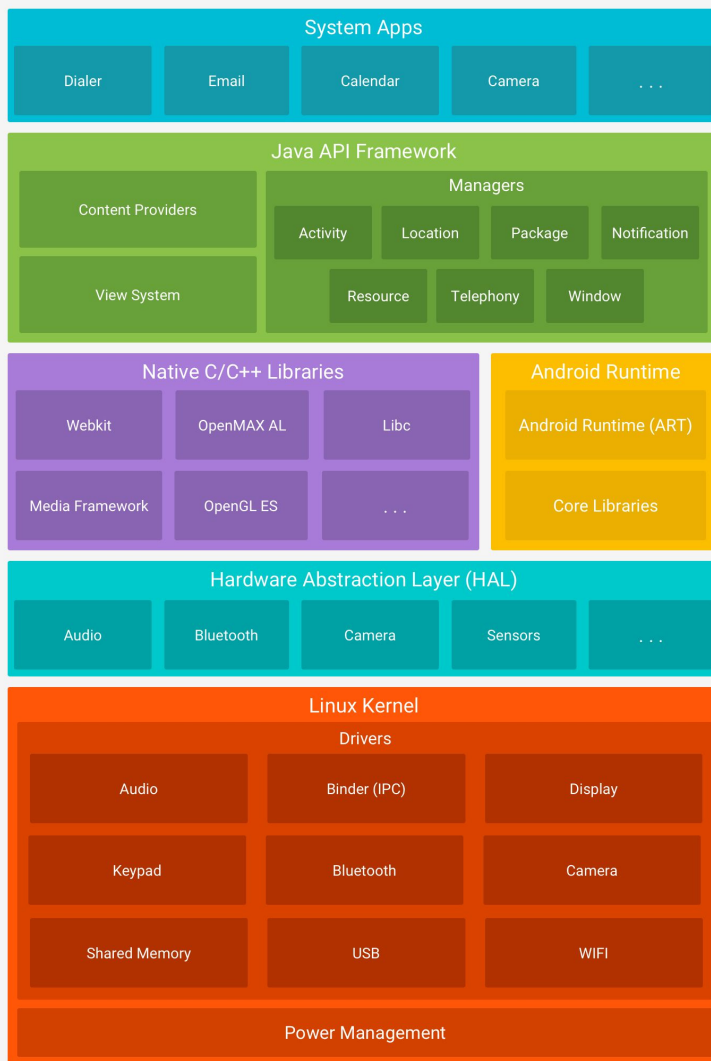 System Apps
Dialer
Email
Calendar
Camera
. . .
Java API Framework
Content Providers
View System
Managers
Activity
Location
Package
Notification
Resource
Telephony
Window
Native C/C++ Libraries
Webkit
OpenMAX AL
Libc
Media Framework
OpenGL ES
. . .
Android Runtime
Android Runtime (ART)
Core Libraries
Hardware Abstraction Layer (HAL)
Audio
Bluetooth
Camera
Sensors
. . .
Linux Kernel
Drivers
Audio
Binder (IPC)
Display
Keypad
Bluetooth
Camera
Shared Memory
USB
WIFI
Power Management